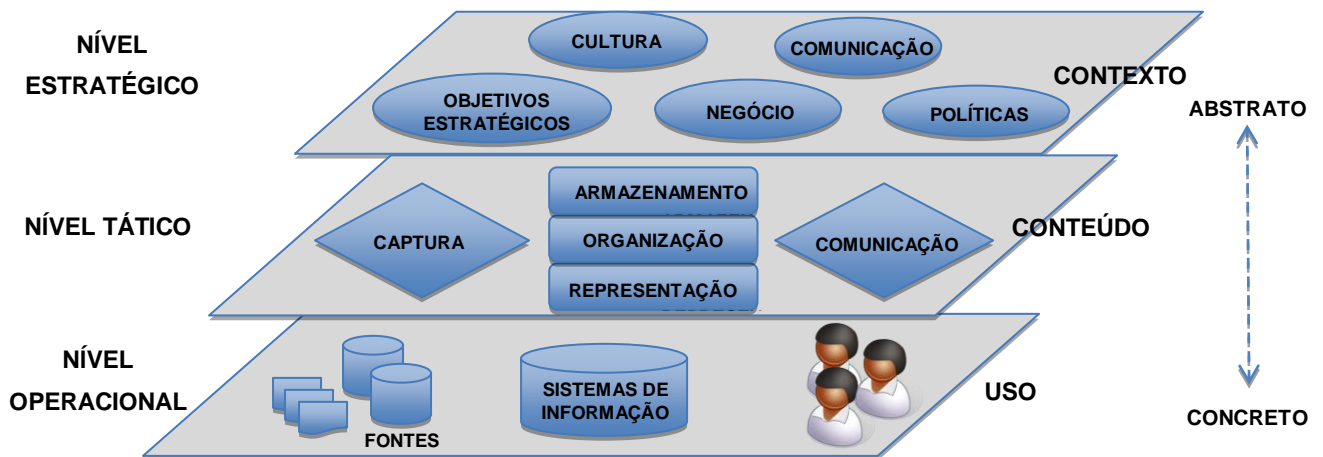 NÍVEL
ESTRATÉGICO
CULTURA
COMUNICAÇÃO
OBJETIVOS
ESTRATÉGICOS
NEGÓCIO
POLÍTICAS
CONTEXTO
ABSTRATO
NÍVEL TÁTICO
CAPTURA
ARMAZENAMENTO
ORGANIZAÇÃO
REPRESENTAÇÃO
COMUNICAÇÃO
CONTEÚDO
NÍVEL
OPERACIONAL
FONTES
SISTEMAS DE
INFORMAÇÃO
USO
CONCRETO